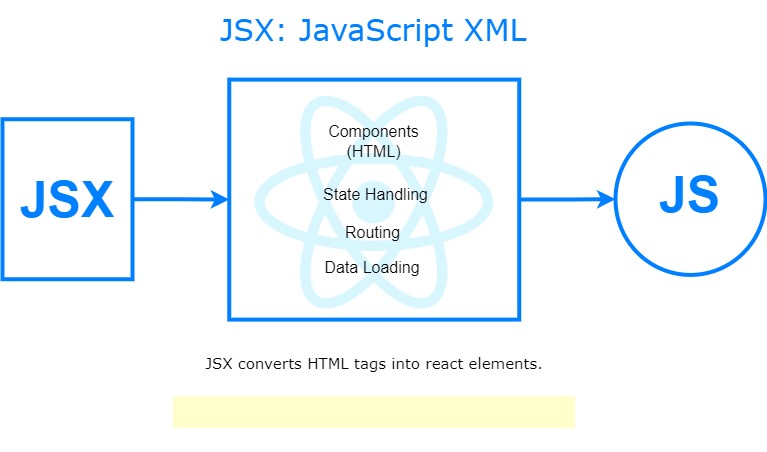 JSX: JavaScript XML
JSX
Components
(HTML)
State Handling
Routing
Data Loading
JS
JSX converts HTML tags into react elements.